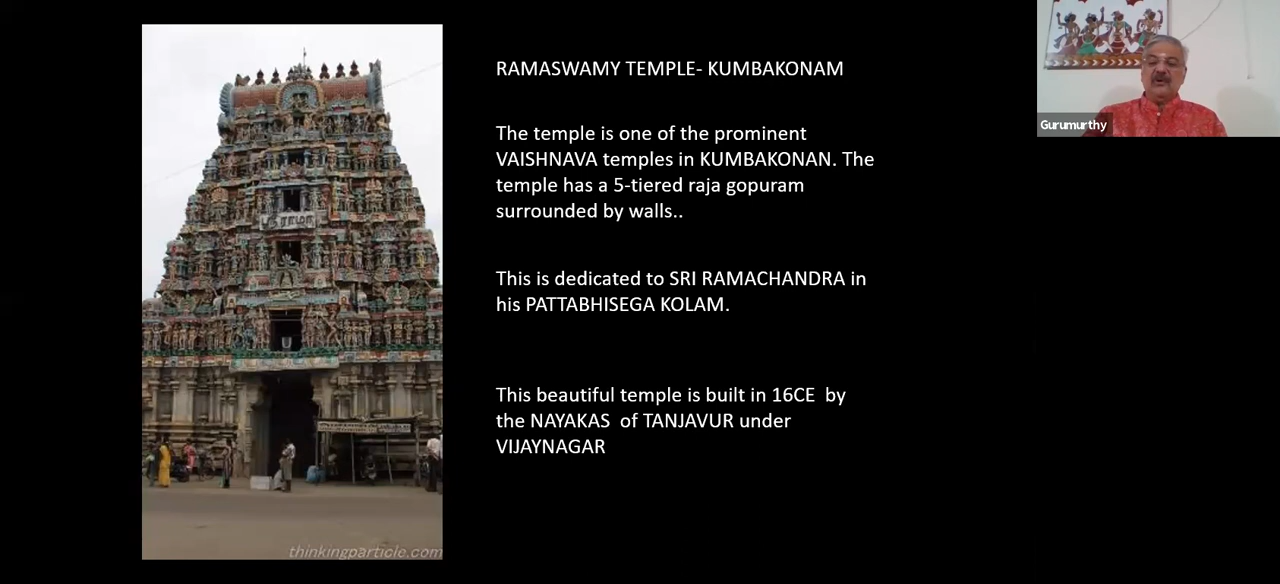 RAMASWAMY TEMPLE- KUMBAKONAM
The temple is one of the prominent
VAISHNAVA temples in KUMBAKONAN. The
temple has a 5-tiered raja gopuram
surrounded by walls..
This is dedicated to SRI RAMACHANDRA in
his PATTABHISEGA KOLAM.
This beautiful temple is built in 16CE  by
the NAYAKAS  of TANJAVUR under
VIJAYNAGAR
Gurumurthy
thinkingparticle.com